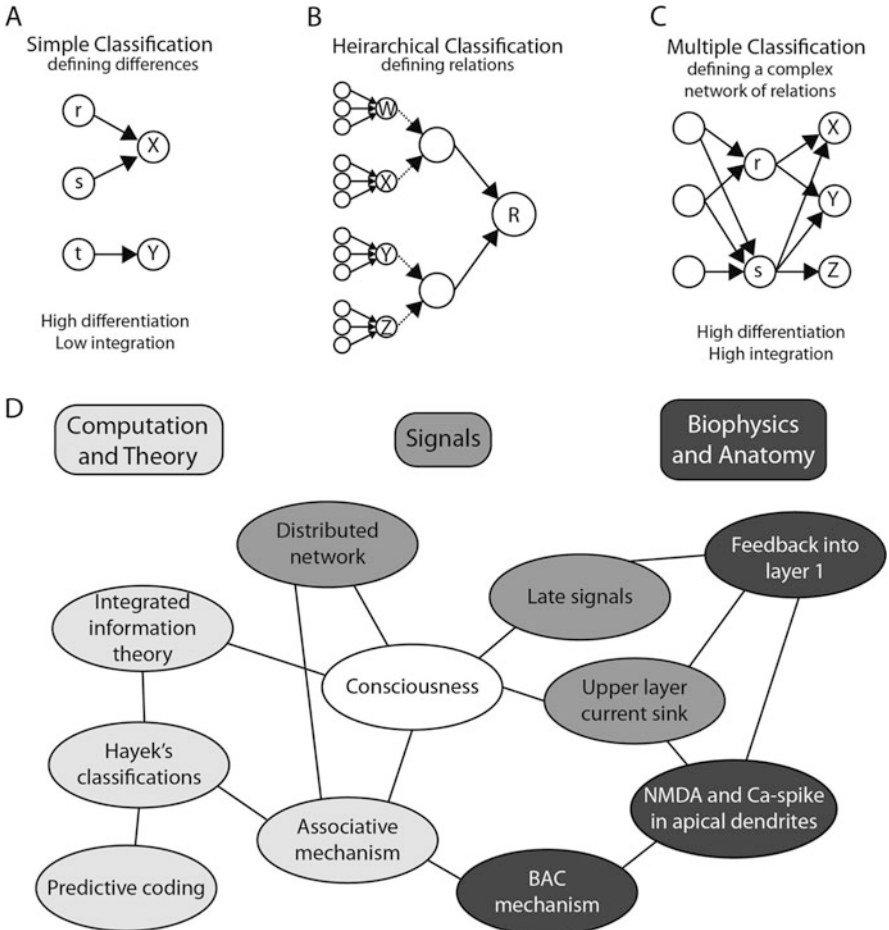 A
Simple Classification
defining differences
r
s
X
t
Y
High differentiation
Low integration
B
Heirarchical Classification
defining relations
W
X
Y
Z
R
C
Multiple Classification
defining a complex
network of relations
r
s
X
Y
Z
High differentiation
High integration
D
Computation
and Theory
Signals
Biophysics
and Anatomy
Distributed
network
Feedback into
layer 1
Late signals
Integrated
information
theory
Consciousness
Upper layer
current sink
Hayek's
classifications
NMDA and Ca-spike
in apical dendrites
Associative
mechanism
Predictive coding
BAC
mechanism